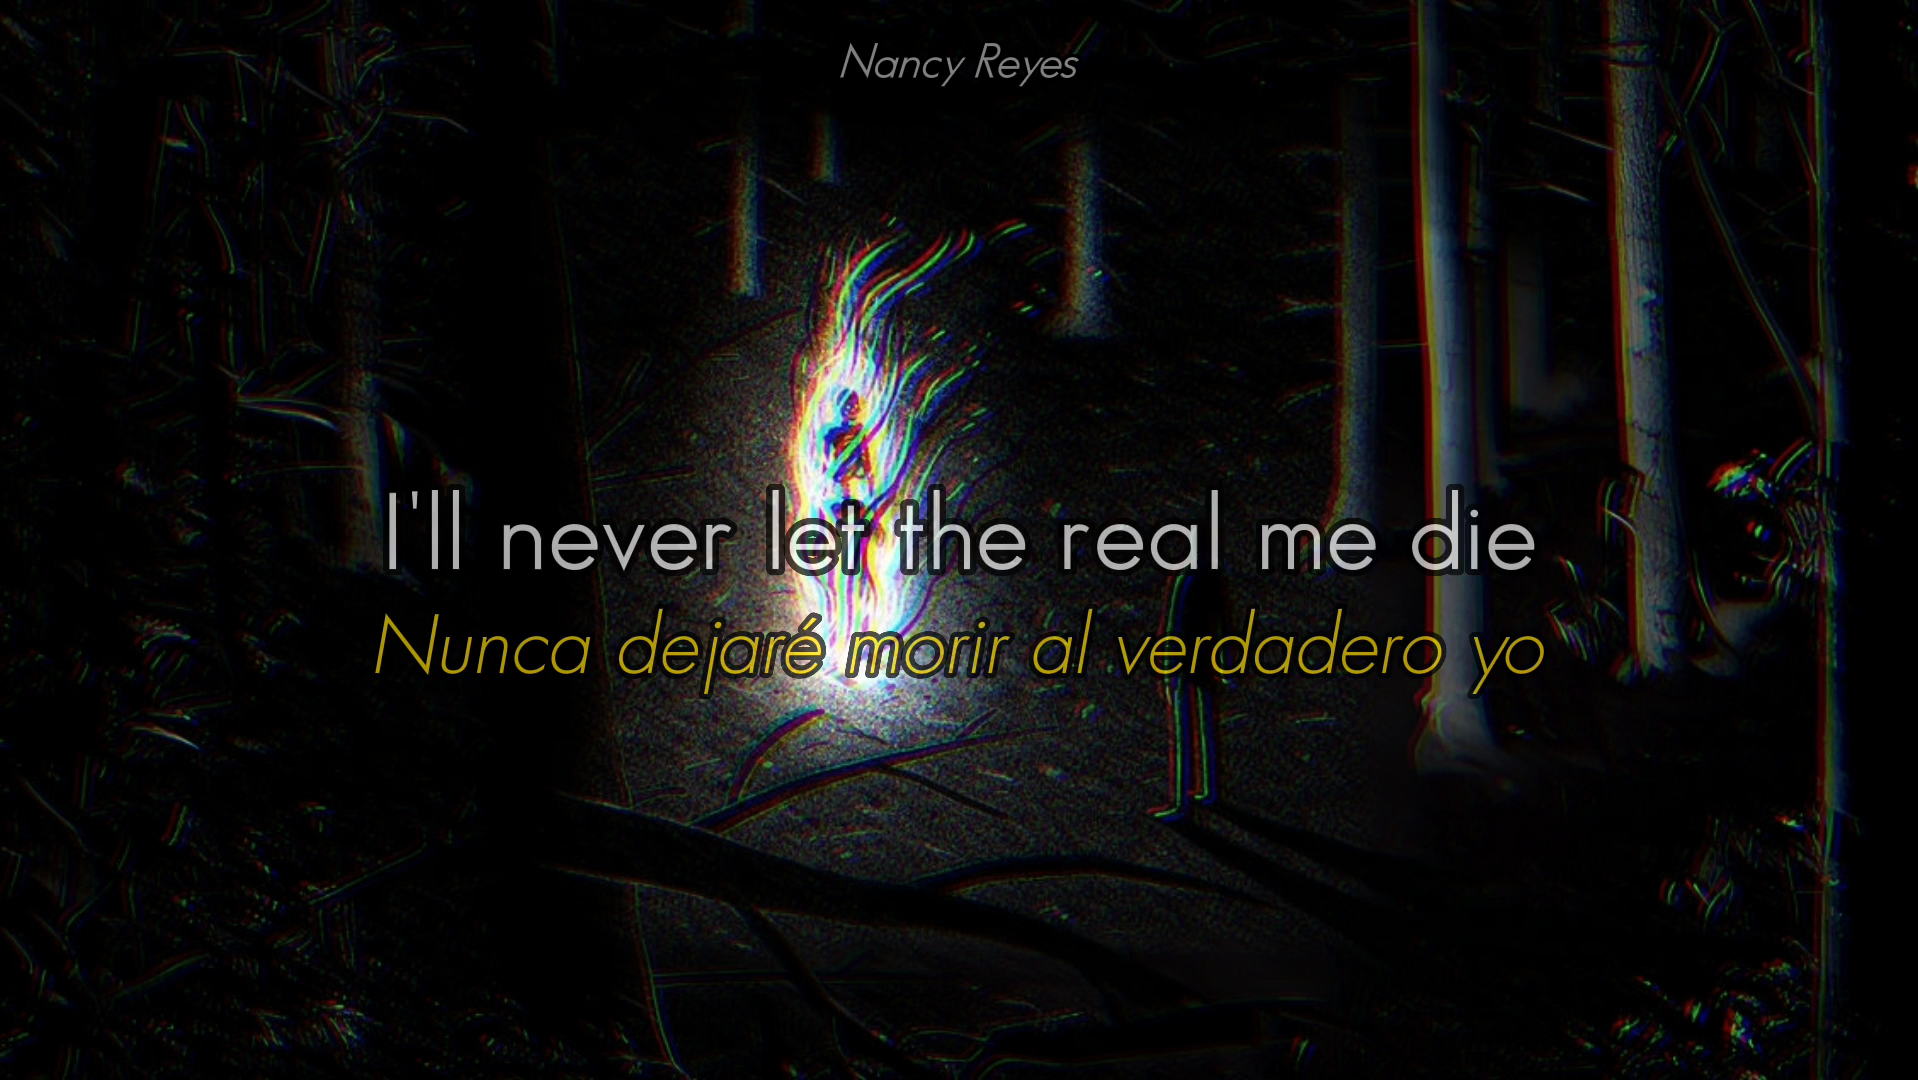 Nancy Reyes
I'll never let the real me die
Nunca dejaré morir al verdadero yo